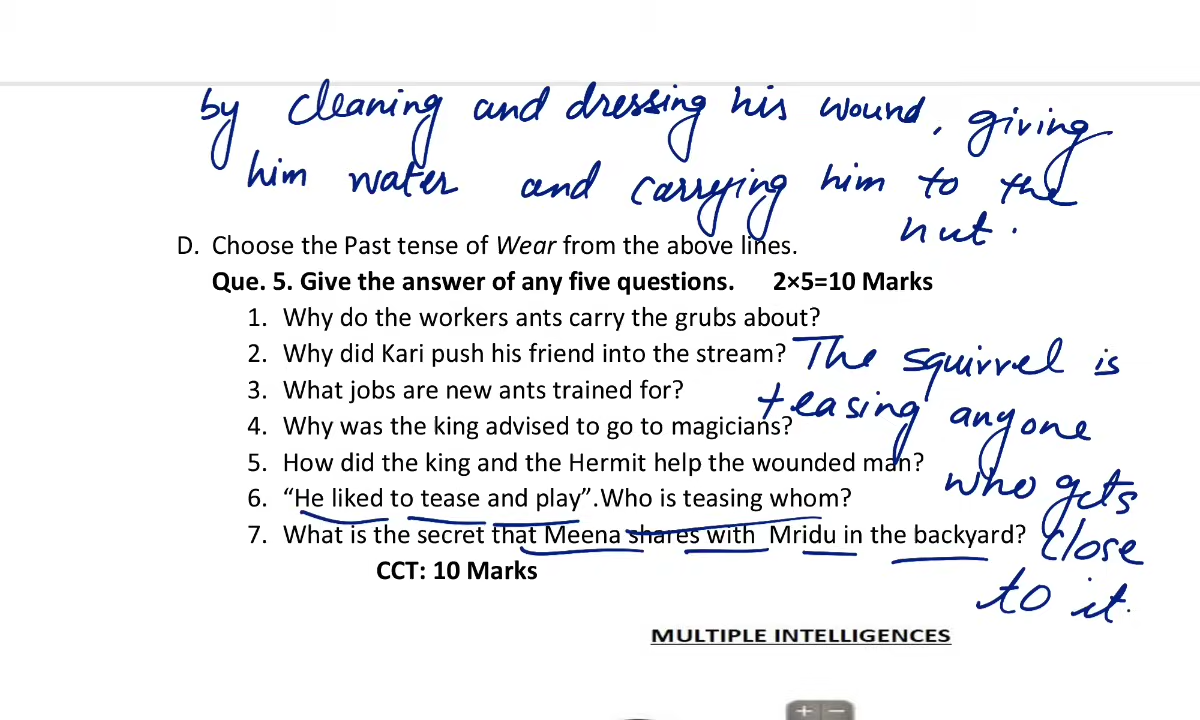 by cleaning and dressing his wound, giving
him water and carrying him to the
hut.
D. Choose the Past tense of Wear from the above lines.
Que. 5. Give the answer of any five questions. 2×5=10 Marks
1. Why do the workers ants carry the grubs about?
2. Why did Kari push his friend into the stream?
The squirrel is
3. What jobs are new ants trained for?
teasing anyone
4. Why was the king advised to go to magicians?
5. How did the king and the Hermit help the wounded man?
who gets
6. “He liked to tease and play”.Who is teasing whom?
7. What is the secret that Meena shares with Mridu in the backyard?
close
CCT: 10 Marks
to it.
MULTIPLE INTELLIGENCES